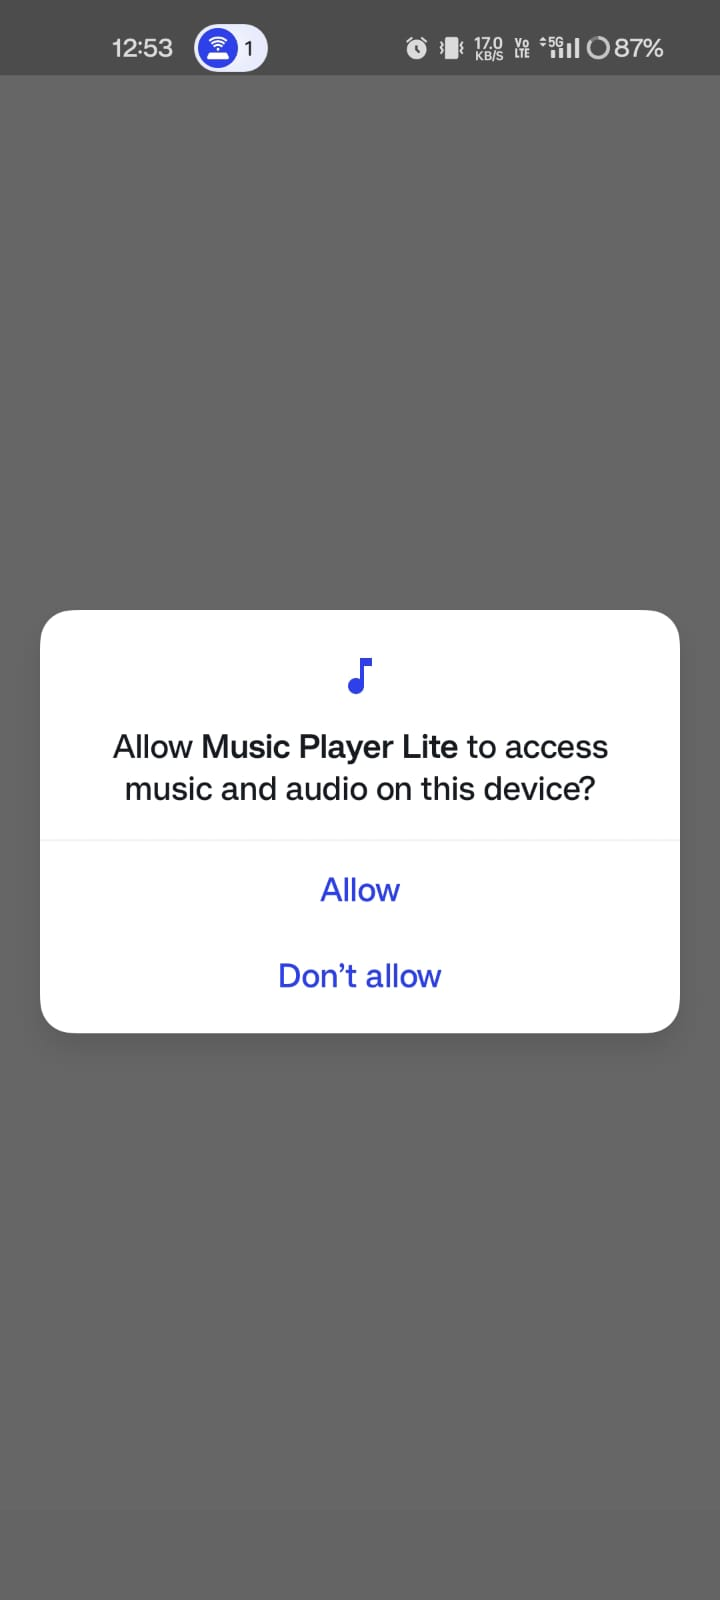 12:53 1 17.0 KB/S Vo LTE 5G 87%
Allow Music Player Lite to access
music and audio on this device?
Allow
Don’t allow